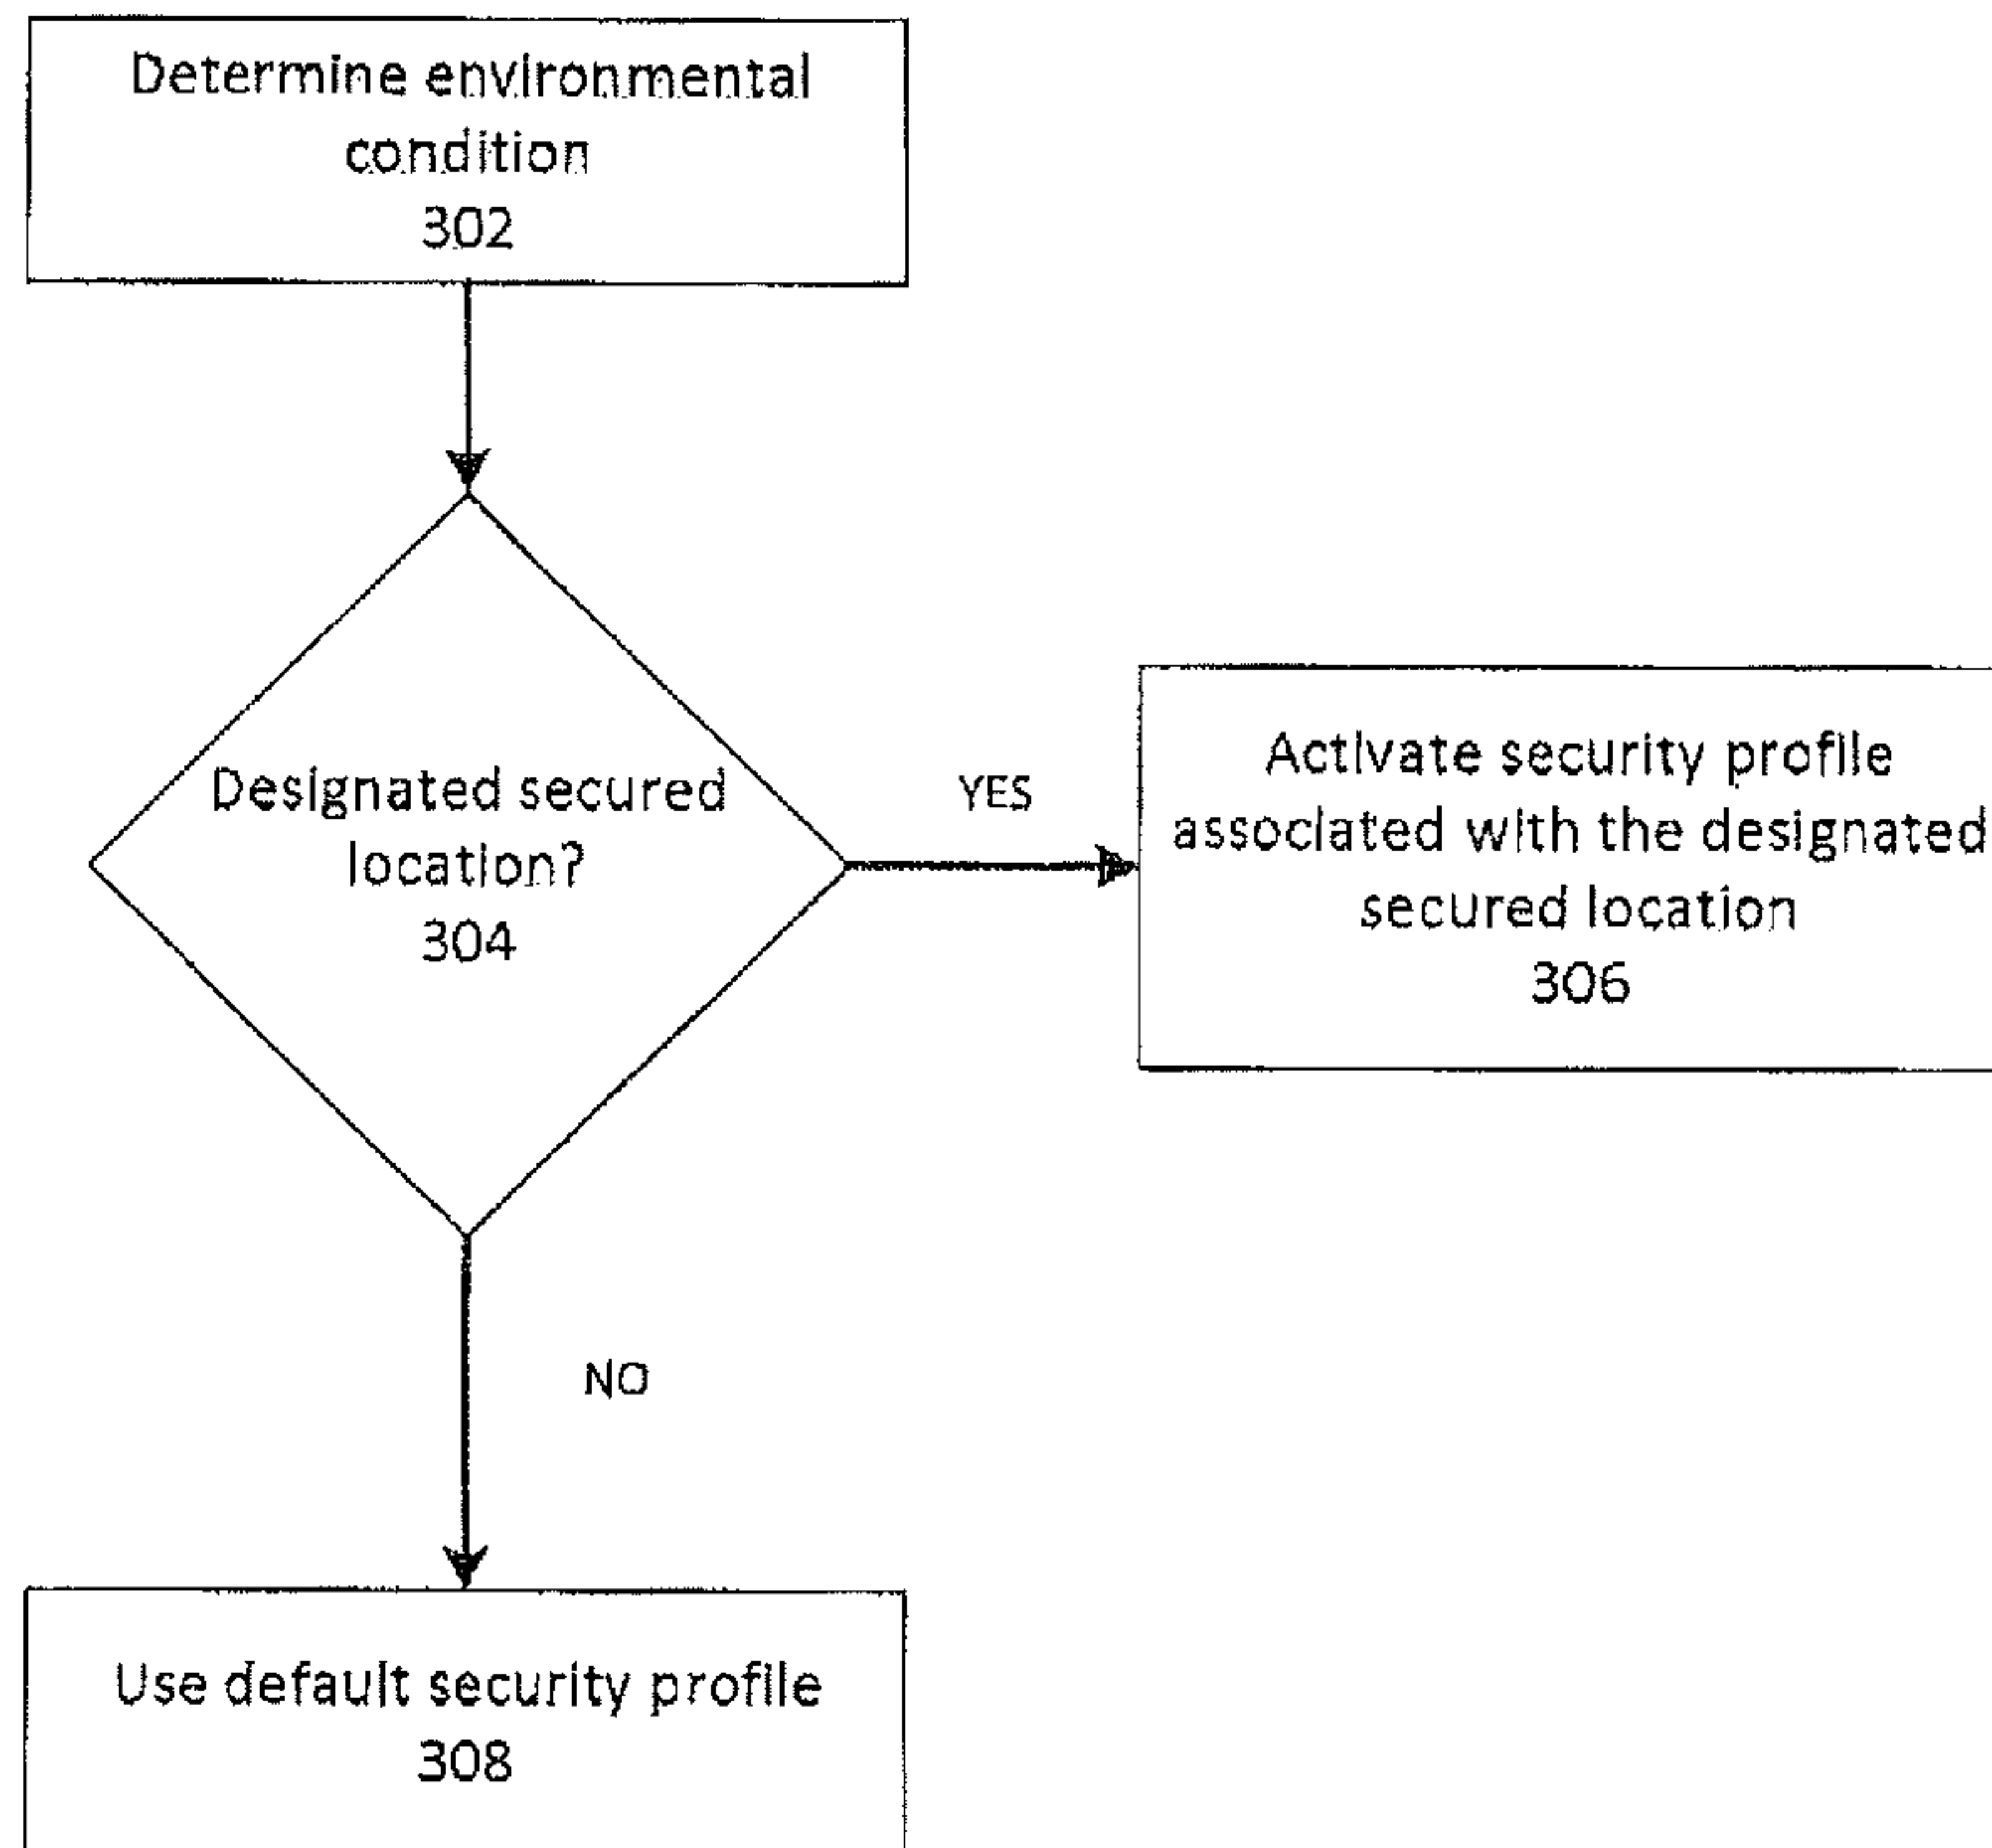 Determine environmental
condition
302
Designated secured
location?
304
YES
Activate security profile
associated with the designated
secured location
306
NO
Use default security profile
308